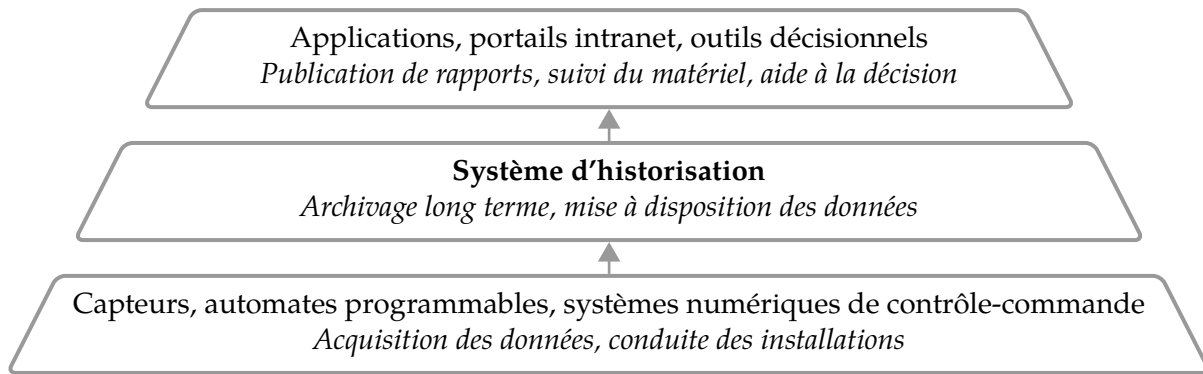 Applications, portails intranet, outils décisionnels
Publication de rapports, suivi du matériel, aide à la décision
Système d’historisation
Archivage long terme, mise à disposition des données
Capteurs, automates programmables, systèmes numériques de contrôle-commande
Acquisition des données, conduite des installations